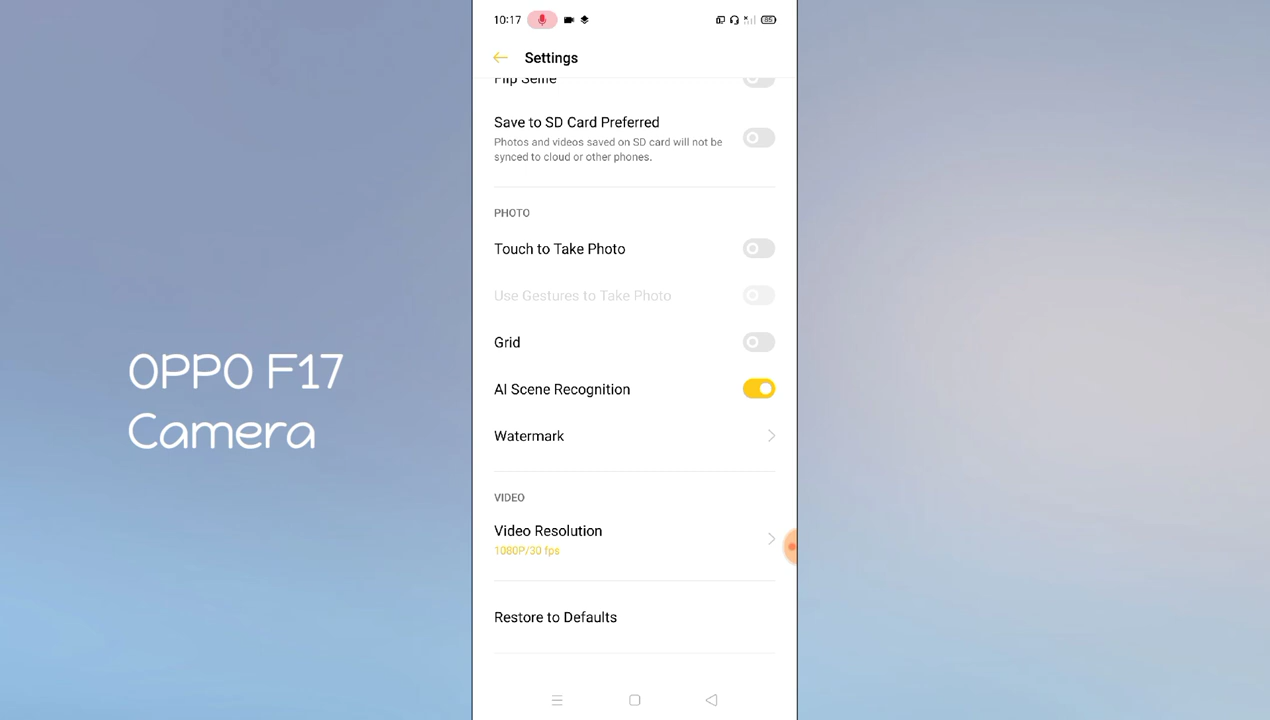 10:17
85
Settings
Flip Selfie
Save to SD Card Preferred
Photos and videos saved on SD card will not be
synced to cloud or other phones.
PHOTO
Touch to Take Photo
Use Gestures to Take Photo
Grid
AI Scene Recognition
Watermark
VIDEO
Video Resolution
1080P/30 fps
Restore to Defaults
OPPO F17
Camera